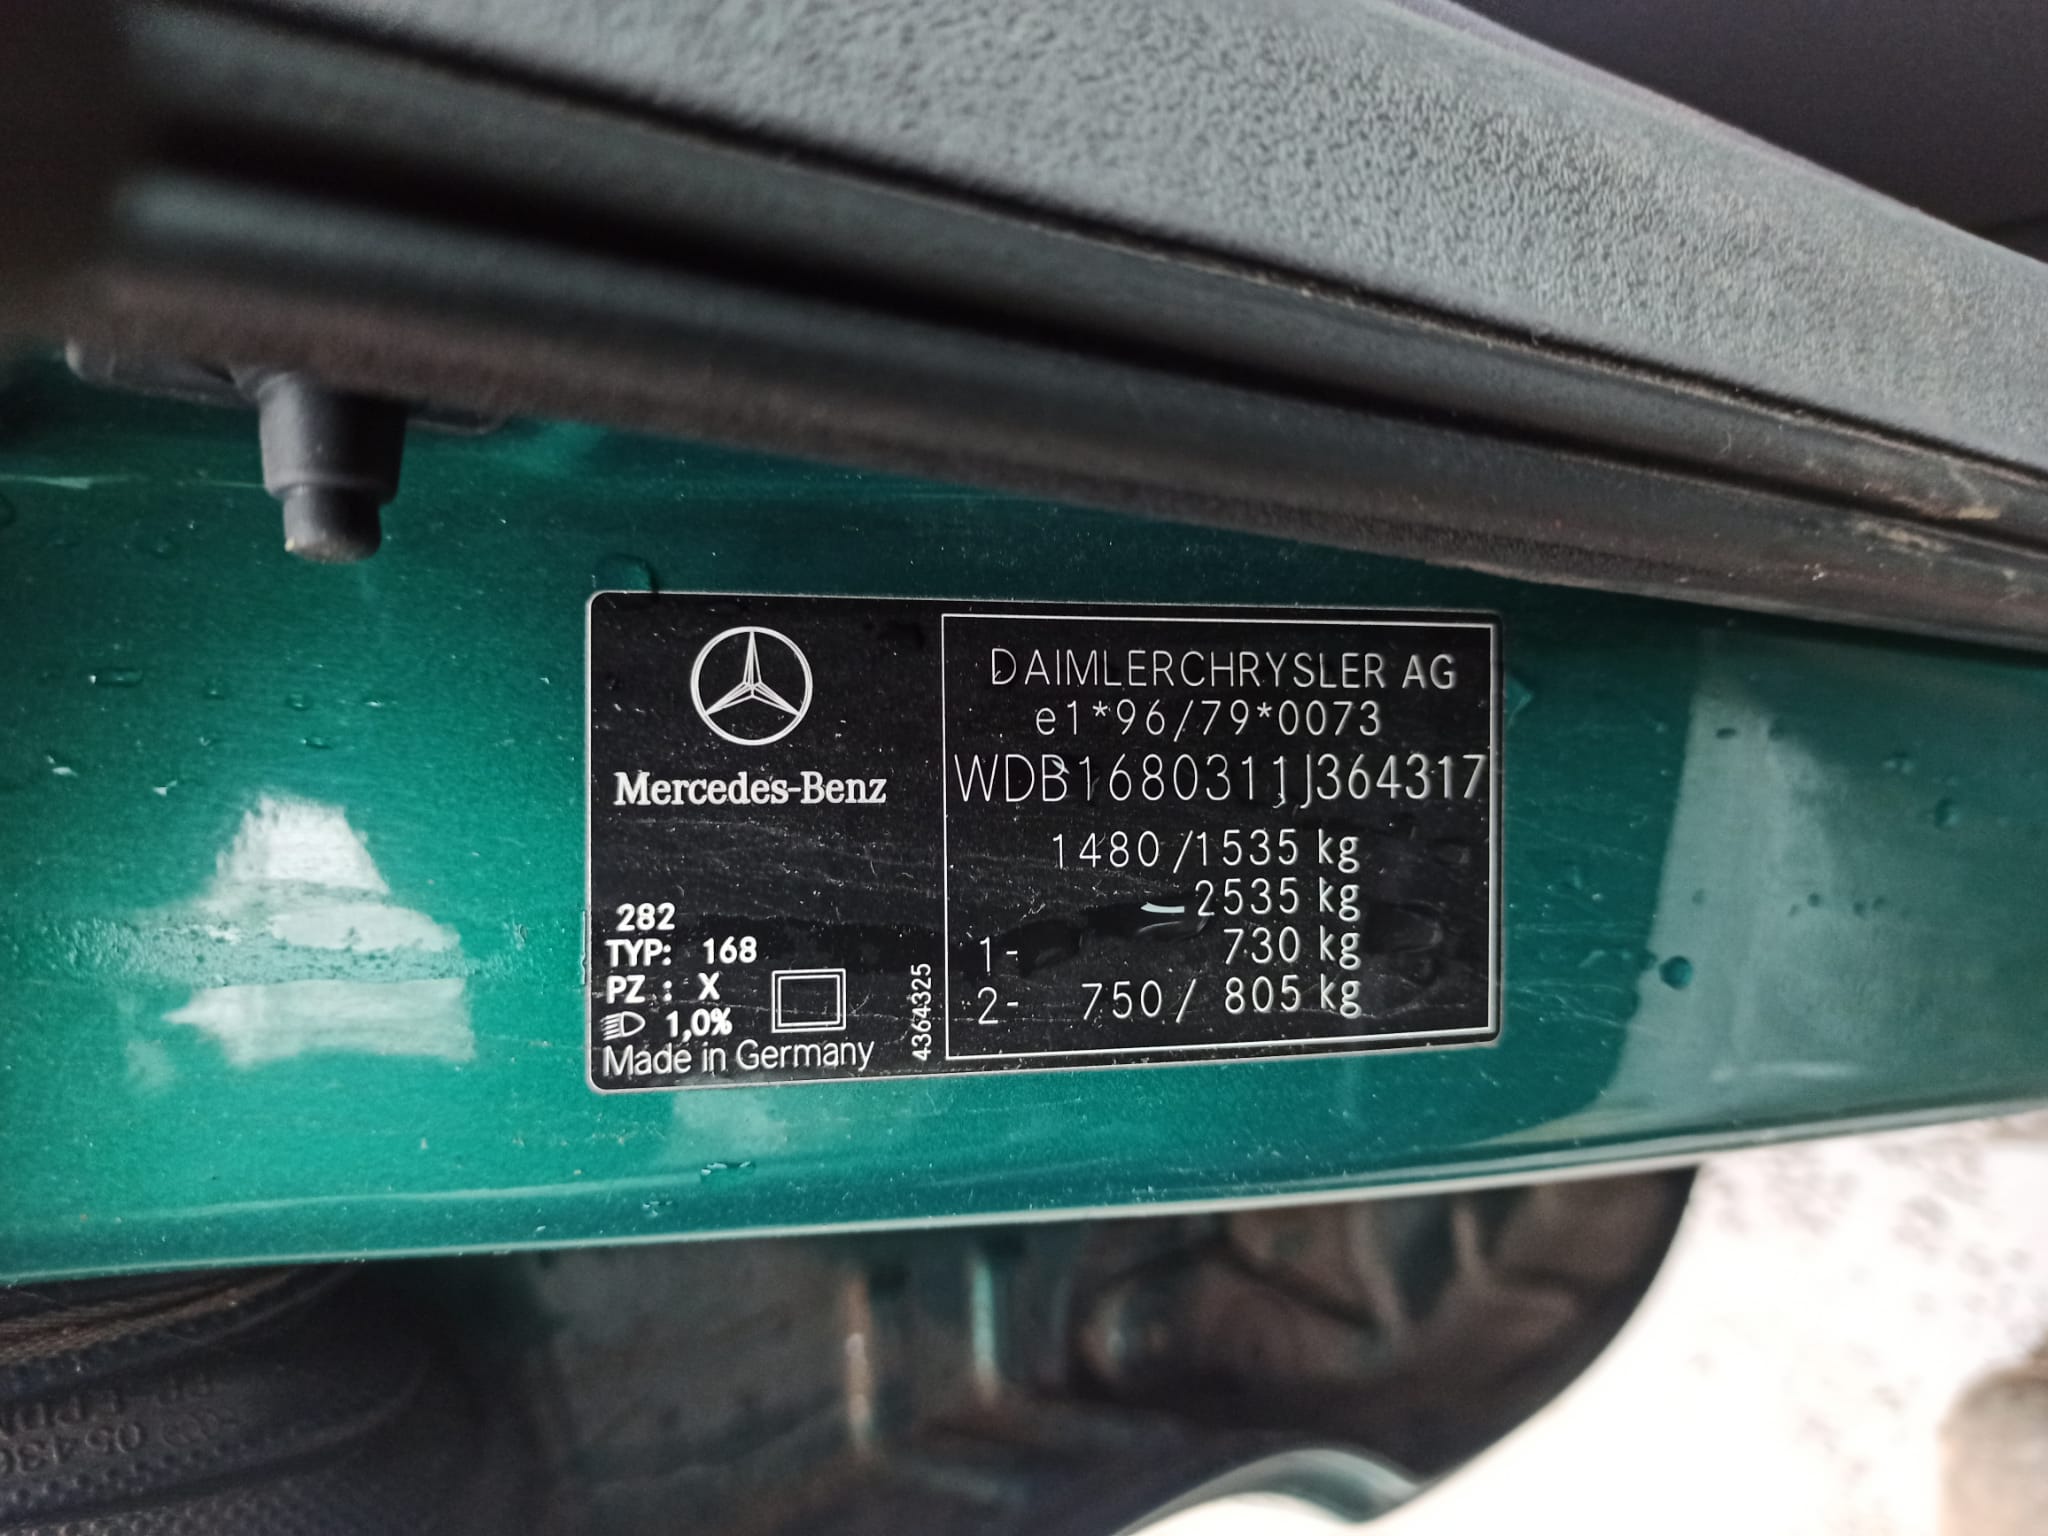 Mercedes-Benz
282
TYP: 168
PZ : X
1,0%
Made in Germany
4364325
DAIMLERCHRYSLER AG
e1*96/79*0073
WDB1680311J364317
1480/1535 kg
2535 kg
1- 730 kg
2- 750/ 805 kg